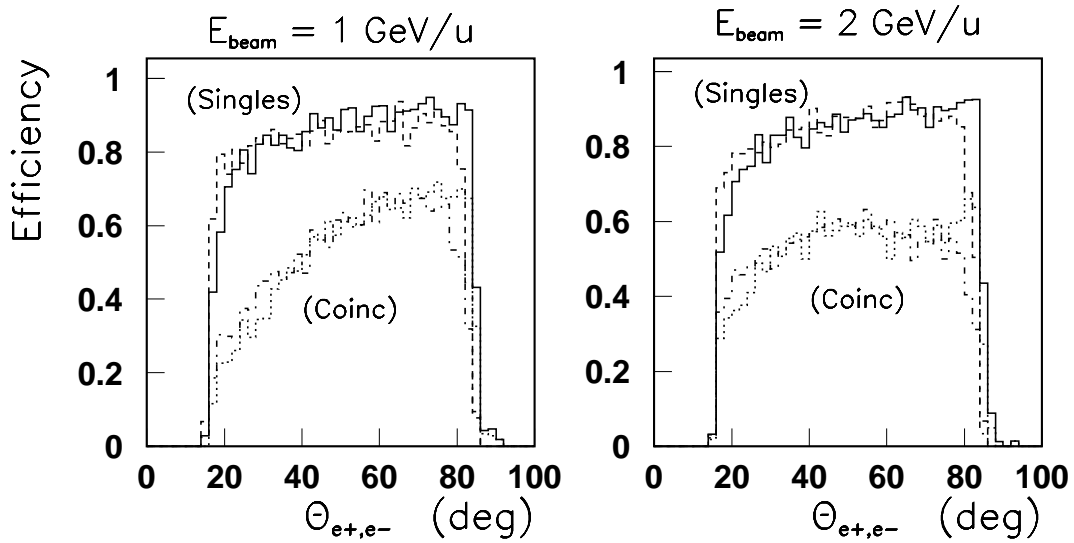 E_beam = 1 GeV/u
E_beam = 2 GeV/u
Efficiency
1
0.8
0.6
0.4
0.2
0
(Singles)
(Coinc)
0 20 40 60 80 100
Θ_e+,e− (deg)
1
0.8
0.6
0.4
0.2
0
(Singles)
(Coinc)
0 20 40 60 80 100
Θ_e+,e− (deg)